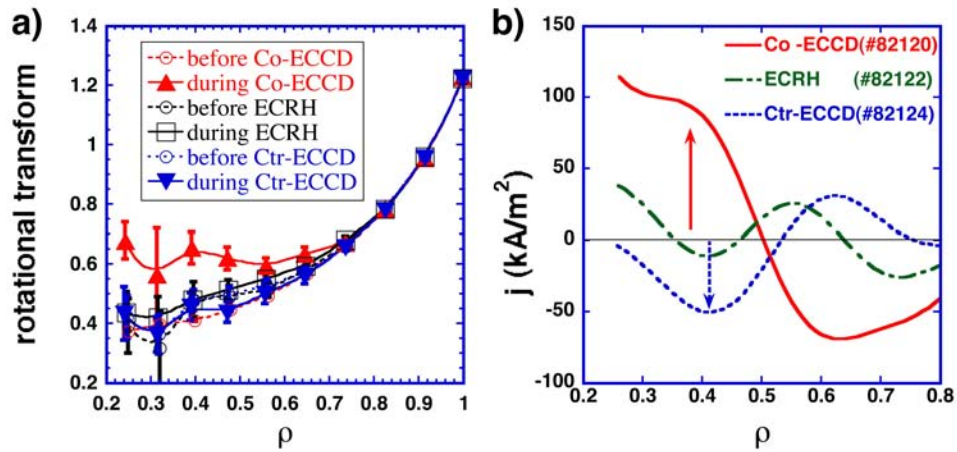 a)
rotational transform
1.4
1.2
1
0.8
0.6
0.4
0.2
before Co-ECCD
during Co-ECCD
before ECRH
during ECRH
before Ctr-ECCD
during Ctr-ECCD
0.2 0.3 0.4 0.5 0.6 0.7 0.8 0.9 1
ρ
b)
j (kA/m²)
150
100
50
0
-50
-100
Co -ECCD(#82120)
ECRH (#82122)
Ctr-ECCD(#82124)
0.2 0.3 0.4 0.5 0.6 0.7 0.8
ρ